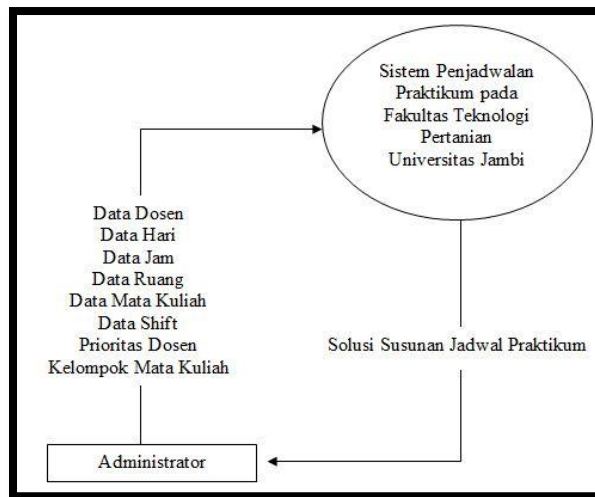 Sistem Penjadwalan
Praktikum pada
Fakultas Teknologi
Pertanian
Universitas Jambi
Data Dosen
Data Hari
Data Jam
Data Ruang
Data Mata Kuliah
Data Shift
Prioritas Dosen
Kelompok Mata Kuliah
Solusi Susunan Jadwal Praktikum
Administrator